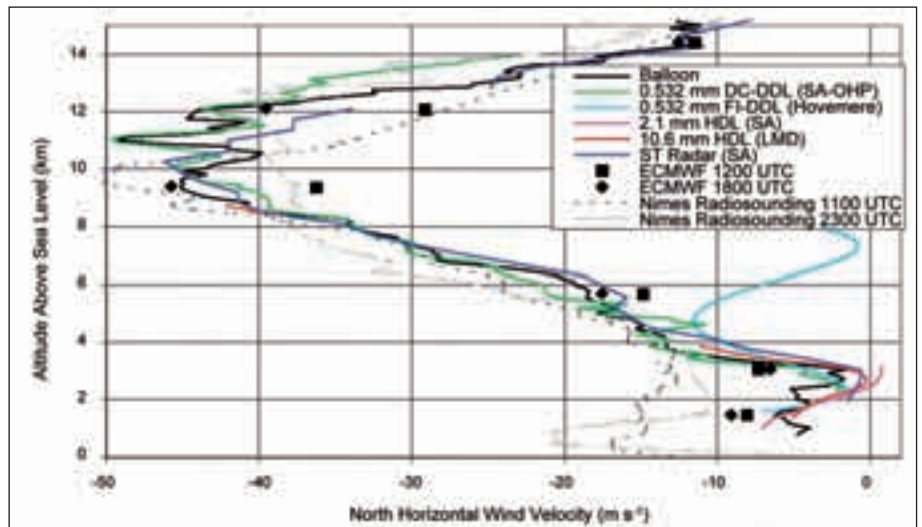 14
12
10
8
6
4
2
0
Altitude Above Sea Level (km)
Balloon
0.532 mm DC-DDL (SA-OHP)
0.532 mm FI-DDL (Hovemere)
2.1 mm HDL (SA)
10.6 mm HDL (LMD)
ST Radar (SA)
ECMWF 1200 UTC
ECMWF 1800 UTC
Nimes Radiosounding 1100 UTC
Nimes Radiosounding 2300 UTC
-50 -40 -30 -20 -10 0
North Horizontal Wind Velocity (m s⁻¹)